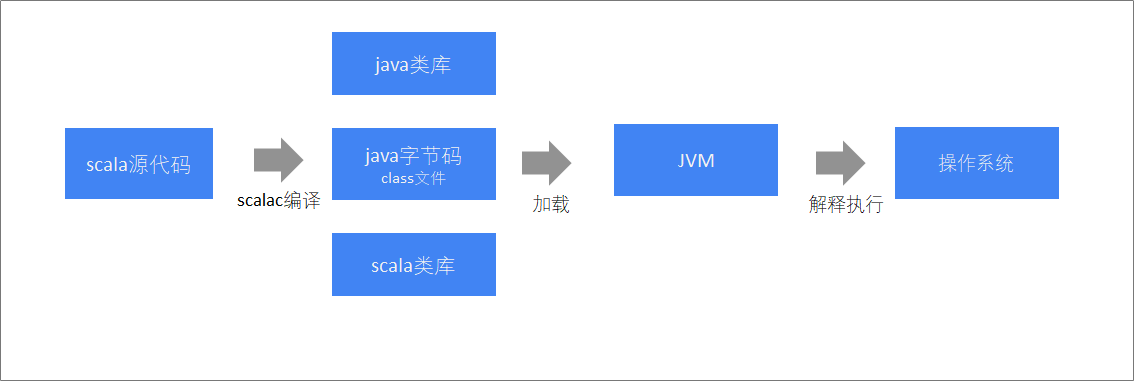 java类库
scala源代码
scalac编译
java字节码
class文件
scala类库
加载
JVM
解释执行
操作系统